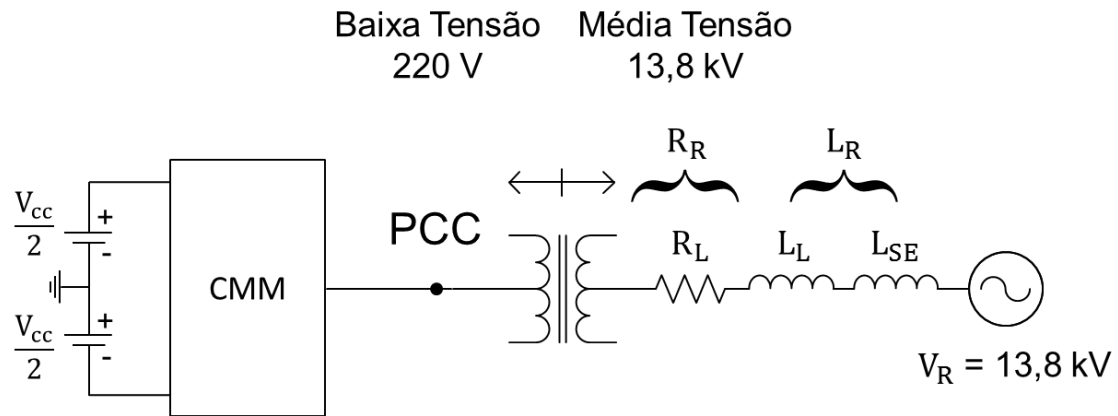 Baixa Tensão Média Tensão
220 V 13,8 kV
R_R L_R
V_cc/2 + -
PCC
R_L L_L L_SE
CMM
V_cc/2 + -
V_R = 13,8 kV